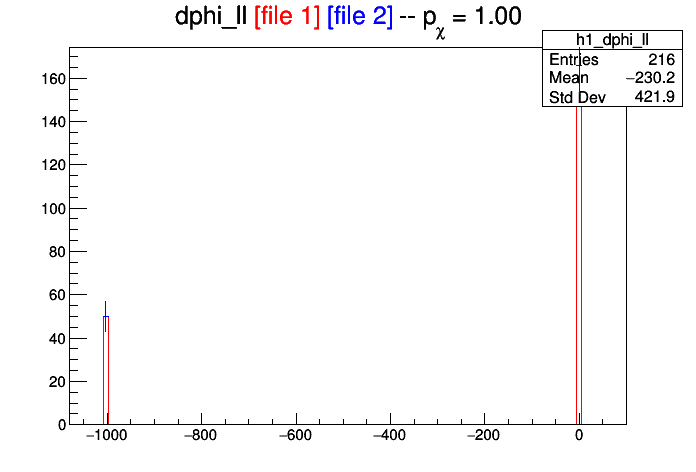 dphi_ll [file 1] [file 2] -- pχ = 1.00
h1_dphi_ll
Entries 216
Mean −230.2
Std Dev 421.9
160
140
120
100
80
60
40
20
0
−1000 −800 −600 −400 −200 0